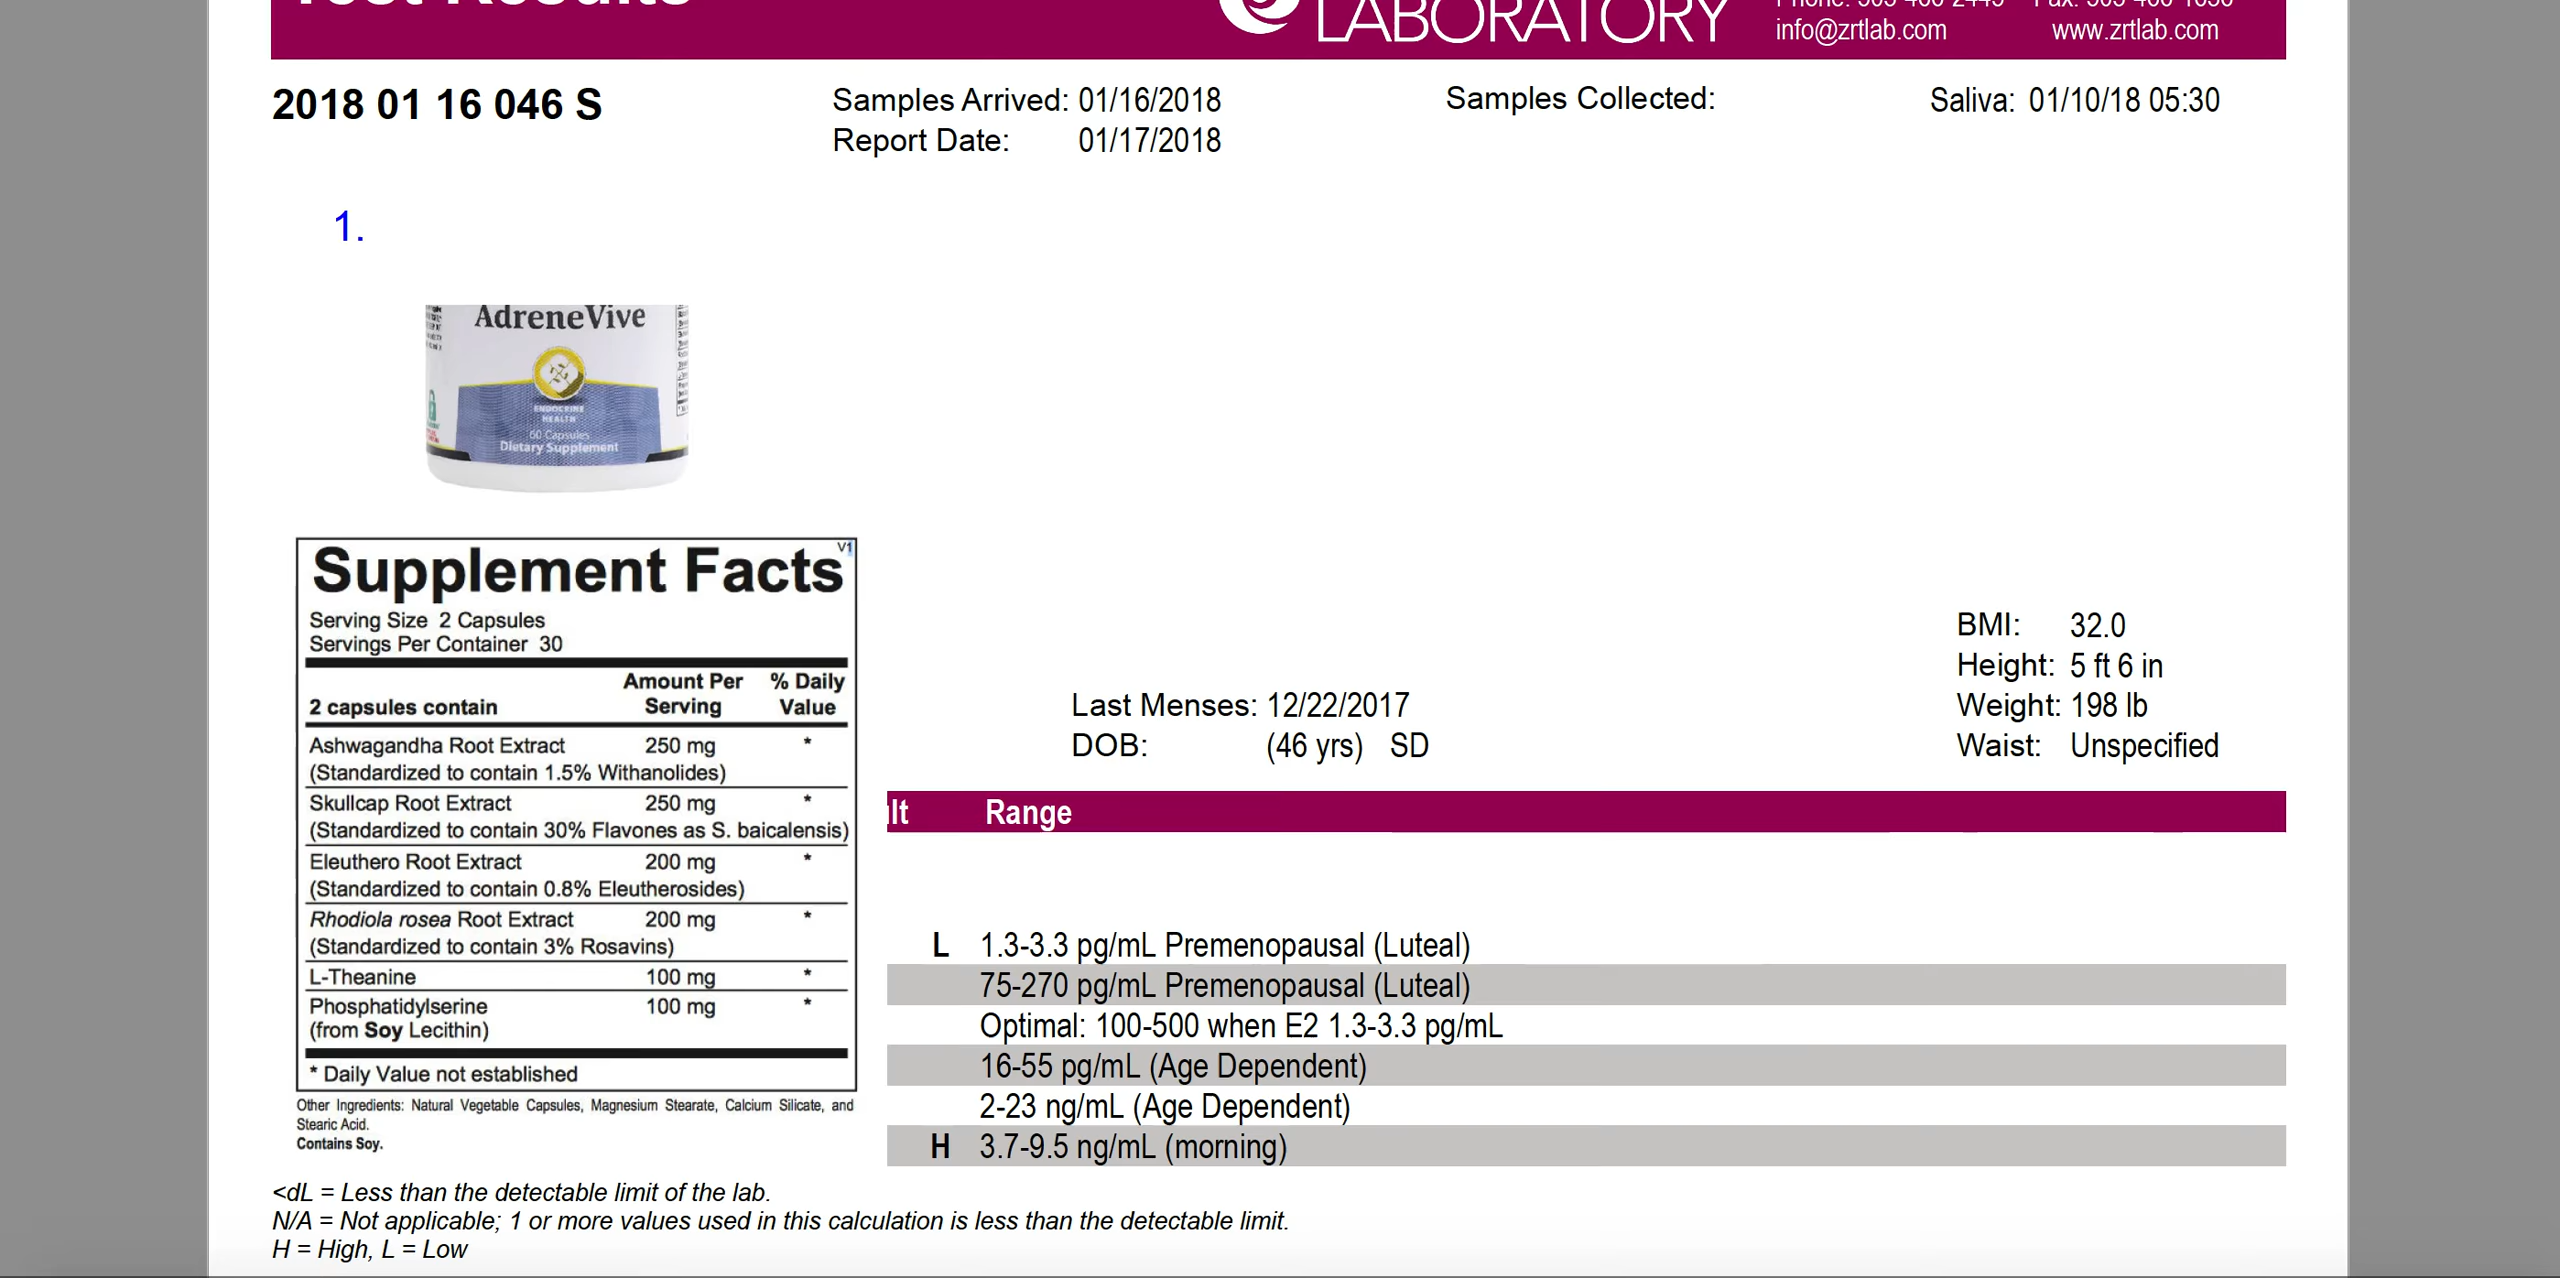 Test Results
LABORATORY
info@zrtlab.com www.zrtlab.com
2018 01 16 046 S
Samples Arrived: 01/16/2018
Report Date: 01/17/2018
Samples Collected:
Saliva: 01/10/18 05:30
1.
AdreneVive
ENDOCRINE
HEALTH
60 Capsules
Dietary Supplement
Supplement Facts V1
Serving Size 2 Capsules
Servings Per Container 30
2 capsules contain Amount Per Serving % Daily Value
Ashwagandha Root Extract 250 mg *
(Standardized to contain 1.5% Withanolides)
Skullcap Root Extract 250 mg *
(Standardized to contain 30% Flavones as S. baicalensis)
Eleuthero Root Extract 200 mg *
(Standardized to contain 0.8% Eleutherosides)
Rhodiola rosea Root Extract 200 mg *
(Standardized to contain 3% Rosavins)
L-Theanine 100 mg *
Phosphatidylserine 100 mg *
(from Soy Lecithin)
* Daily Value not established
Other Ingredients: Natural Vegetable Capsules, Magnesium Stearate, Calcium Silicate, and
Stearic Acid.
Contains Soy.
BMI: 32.0
Height: 5 ft 6 in
Last Menses: 12/22/2017
Weight: 198 lb
DOB: (46 yrs) SD
Waist: Unspecified
lt Range
L 1.3-3.3 pg/mL Premenopausal (Luteal)
75-270 pg/mL Premenopausal (Luteal)
Optimal: 100-500 when E2 1.3-3.3 pg/mL
16-55 pg/mL (Age Dependent)
2-23 ng/mL (Age Dependent)
H 3.7-9.5 ng/mL (morning)
<dL = Less than the detectable limit of the lab.
N/A = Not applicable; 1 or more values used in this calculation is less than the detectable limit.
H = High, L = Low